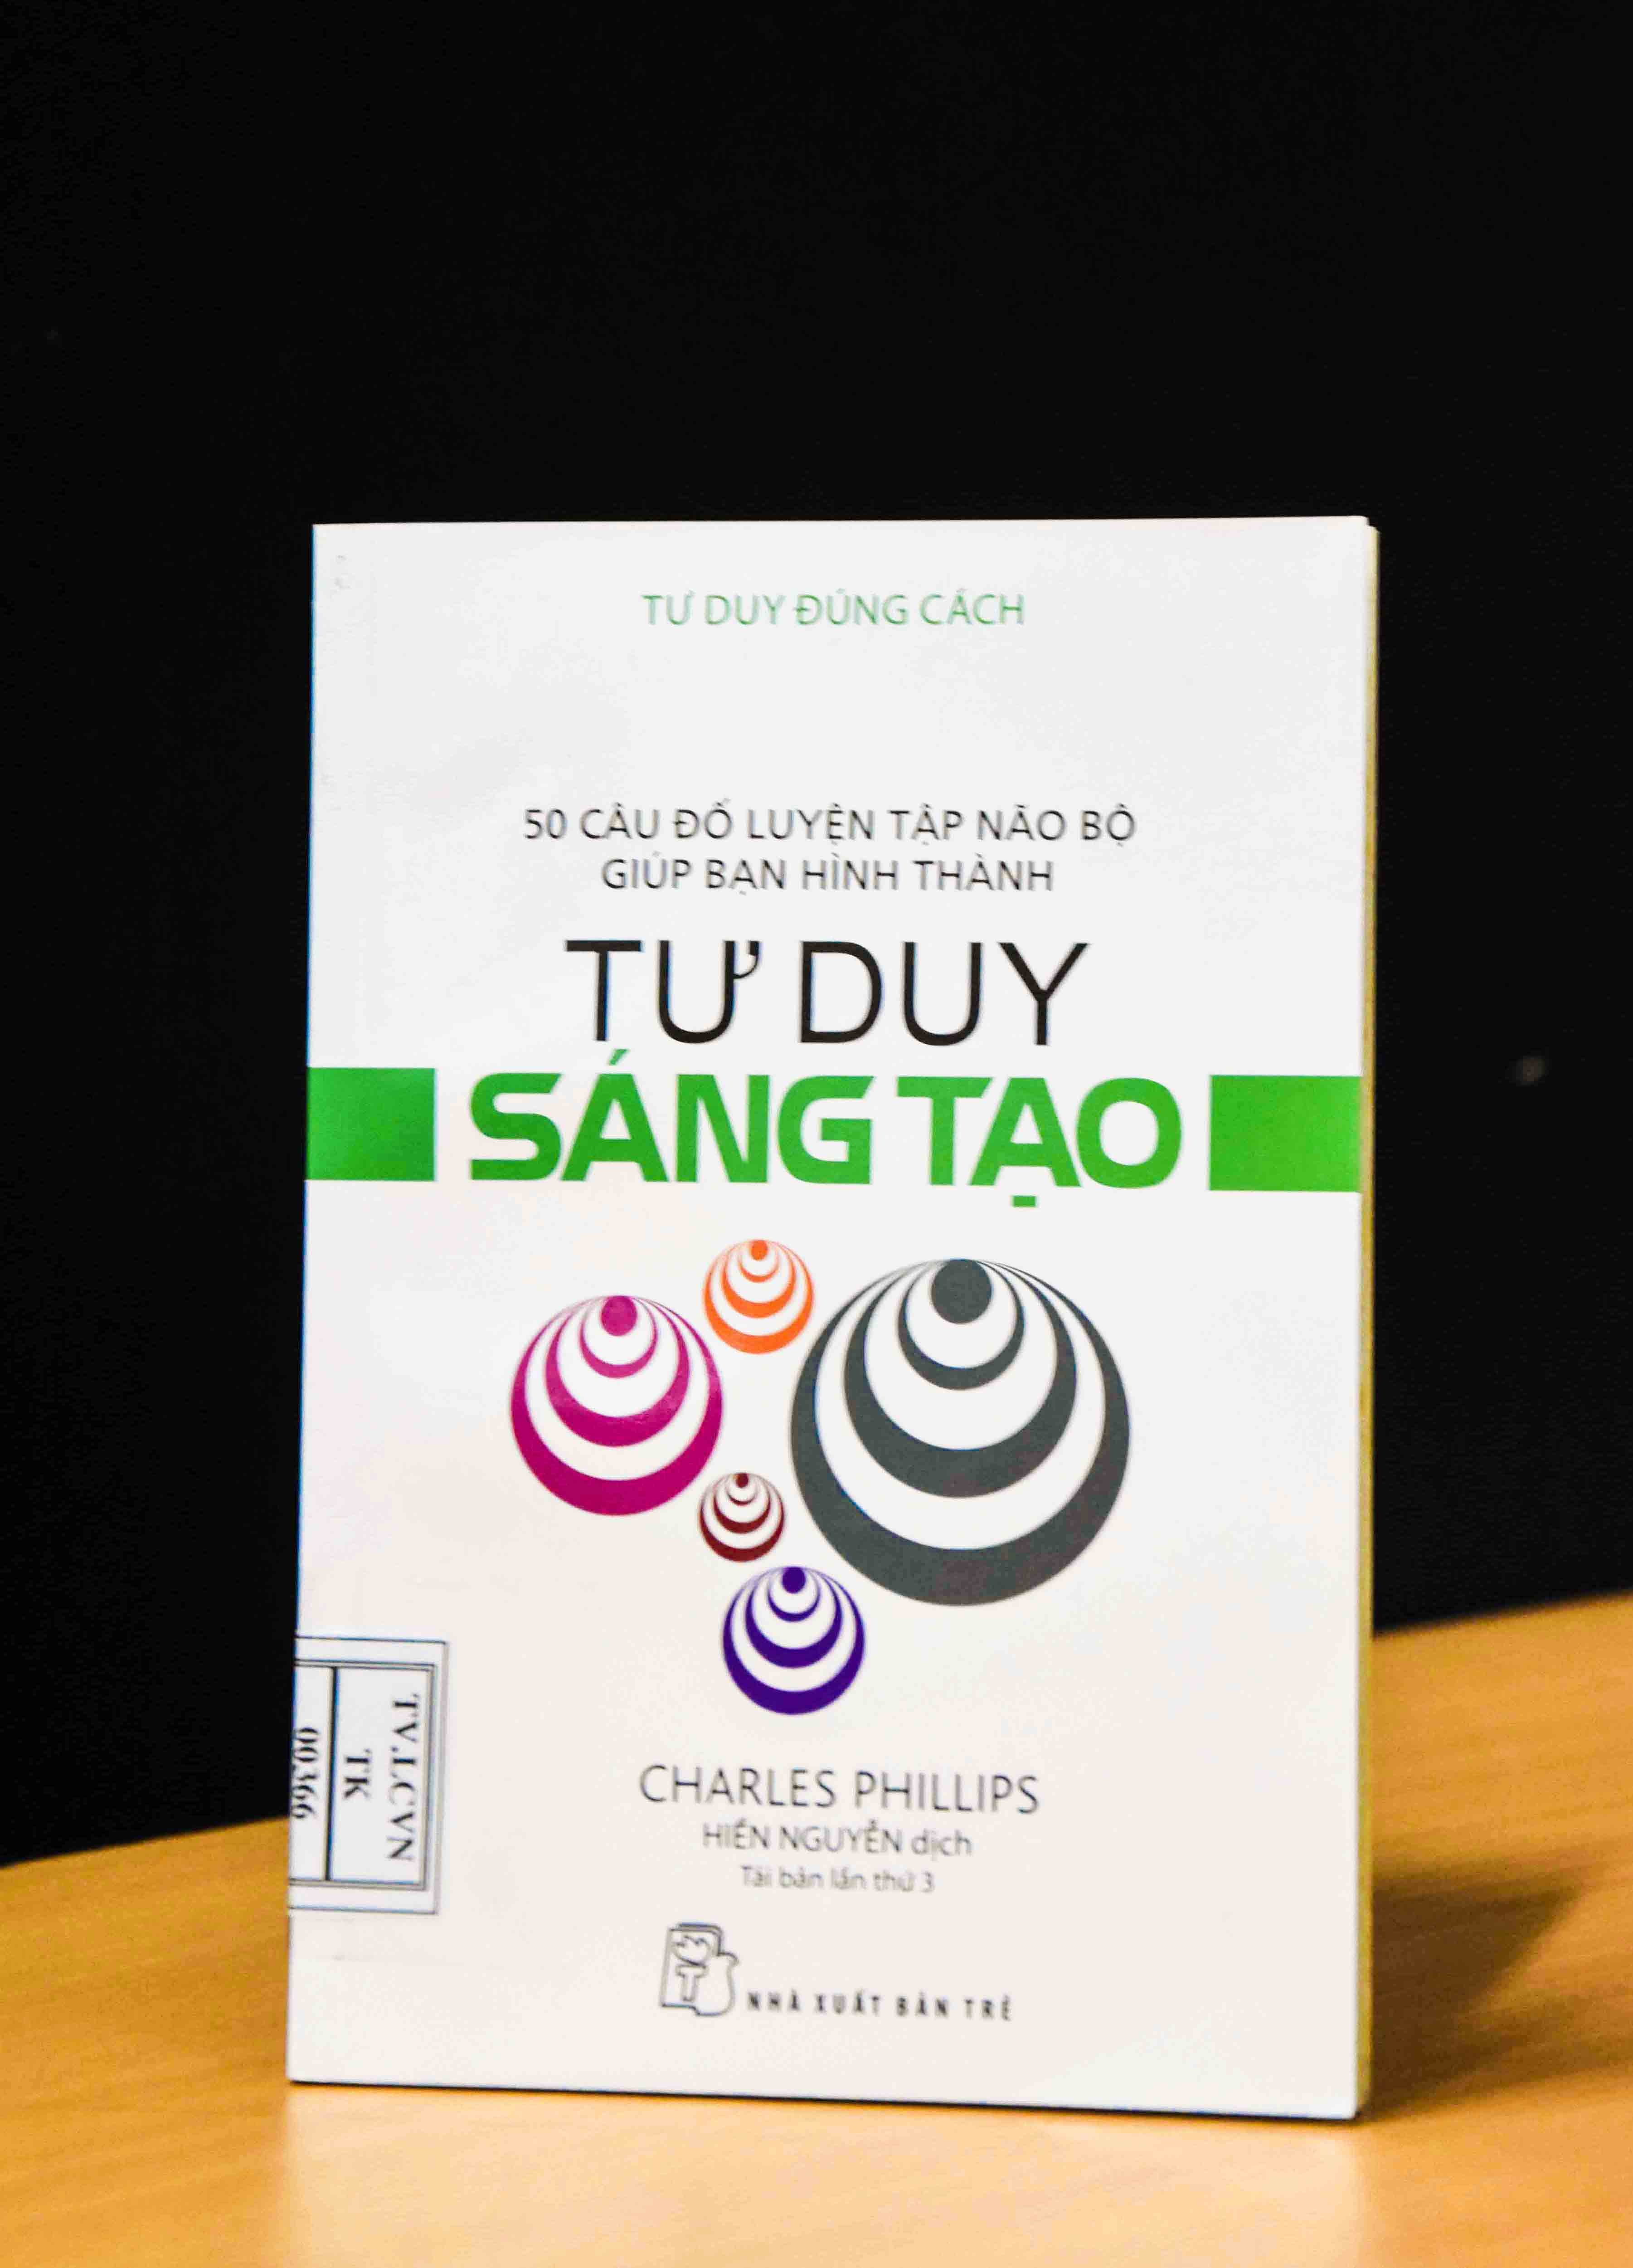 TƯ DUY ĐÚNG CÁCH
50 CÂU ĐỐ LUYỆN TẬP NÃO BỘ
GIÚP BẠN HÌNH THÀNH
TƯ DUY
SÁNG TẠO
CHARLES PHILLIPS
HIỀN NGUYỄN dịch
Tái bản lần thứ 3
NHÀ XUẤT BẢN TRẺ
TV.LCVN
TK
00366